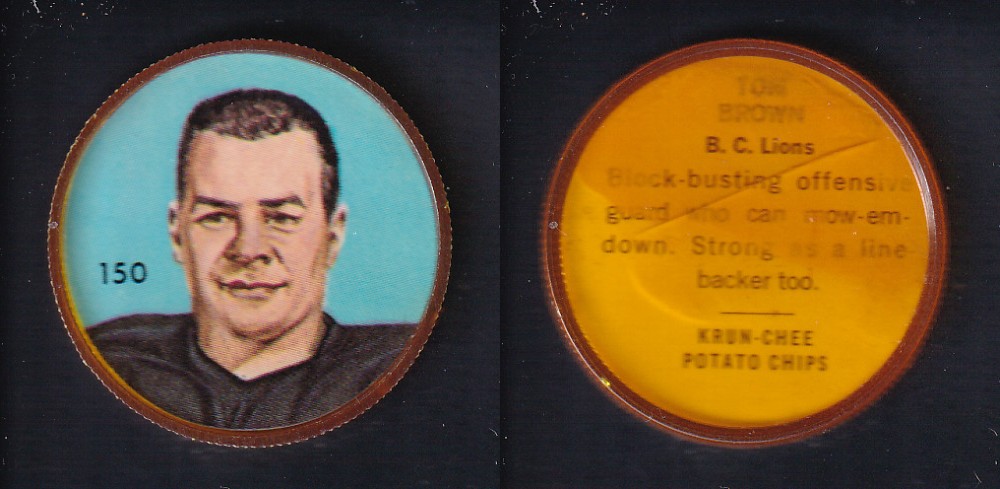 150
TOM
BROWN
B. C. Lions
Block-busting offensive
guard who can mow-em-
down. Strong as a line-
backer too.
KRUN-CHEE
POTATO CHIPS